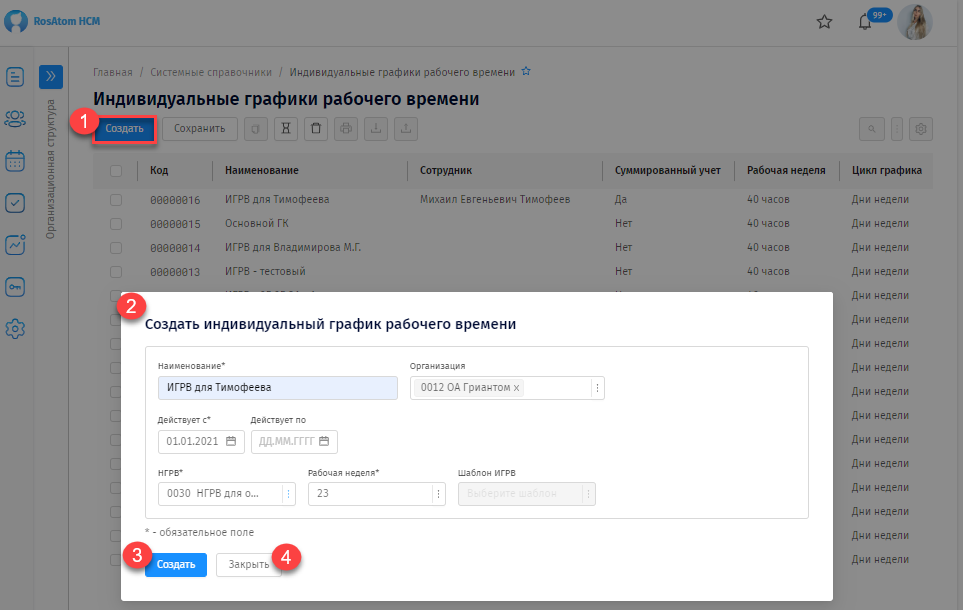 RosAtom HCM
99+
Главная / Системные справочники / Индивидуальные графики рабочего времени
Индивидуальные графики рабочего времени
1
Создать Сохранить
Организационная структура
Код Наименование Сотрудник Суммированный учет Рабочая неделя Цикл графика
00000016 ИГРВ для Тимофеева Михаил Евгеньевич Тимофеев Да 40 часов Дни недели
00000015 Основной ГК Нет 40 часов Дни недели
00000014 ИГРВ для Владимирова М.Г. Нет 40 часов Дни недели
00000013 ИГРВ - тестовый Нет 40 часов Дни недели
Дни недели
Дни недели
Дни недели
Дни недели
Дни недели
Дни недели
Дни недели
Дни недели
Дни недели
Дни недели
Дни недели
Дни недели
2
Создать индивидуальный график рабочего времени
Наименование* Организация
ИГРВ для Тимофеева 0012 ОА Гриантом x
Действует с* Действует по
01.01.2021 ДД.ММ.ГГГГ
НГРВ* Рабочая неделя* Шаблон ИГРВ
0030 НГРВ для о... 23 Выберите шаблон
* - обязательное поле
3 4
Создать Закрыть